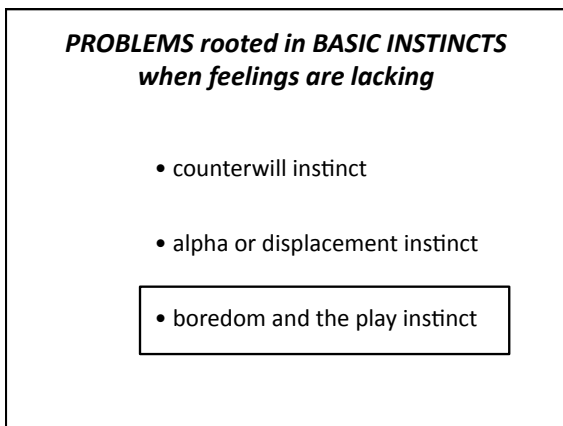 PROBLEMS rooted in BASIC INSTINCTS
when feelings are lacking
• counterwill instinct
• alpha or displacement instinct
• boredom and the play instinct